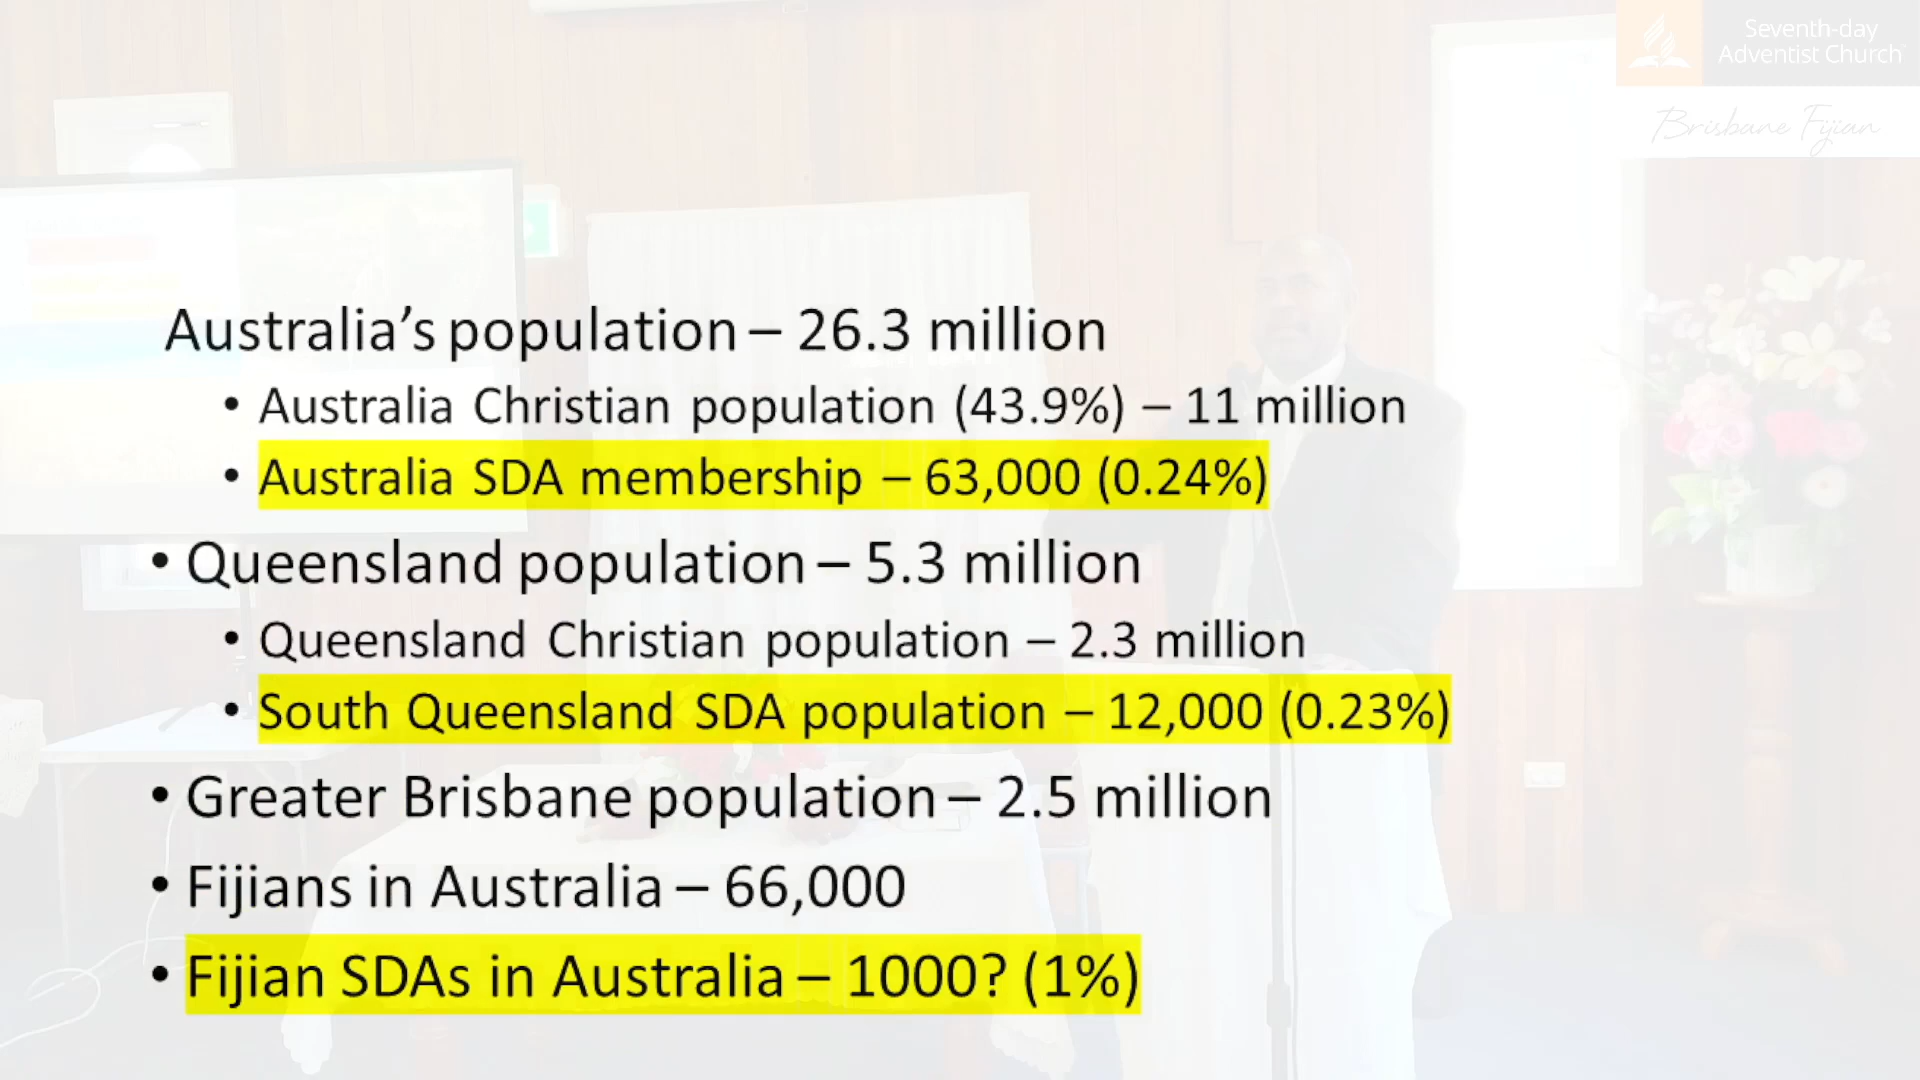 Seventh-day
Adventist Church
Brisbane Fijian
Australia’s population – 26.3 million
• Australia Christian population (43.9%) – 11 million
• Australia SDA membership – 63,000 (0.24%)
• Queensland population – 5.3 million
• Queensland Christian population – 2.3 million
• South Queensland SDA population – 12,000 (0.23%)
• Greater Brisbane population – 2.5 million
• Fijians in Australia – 66,000
• Fijian SDAs in Australia – 1000? (1%)